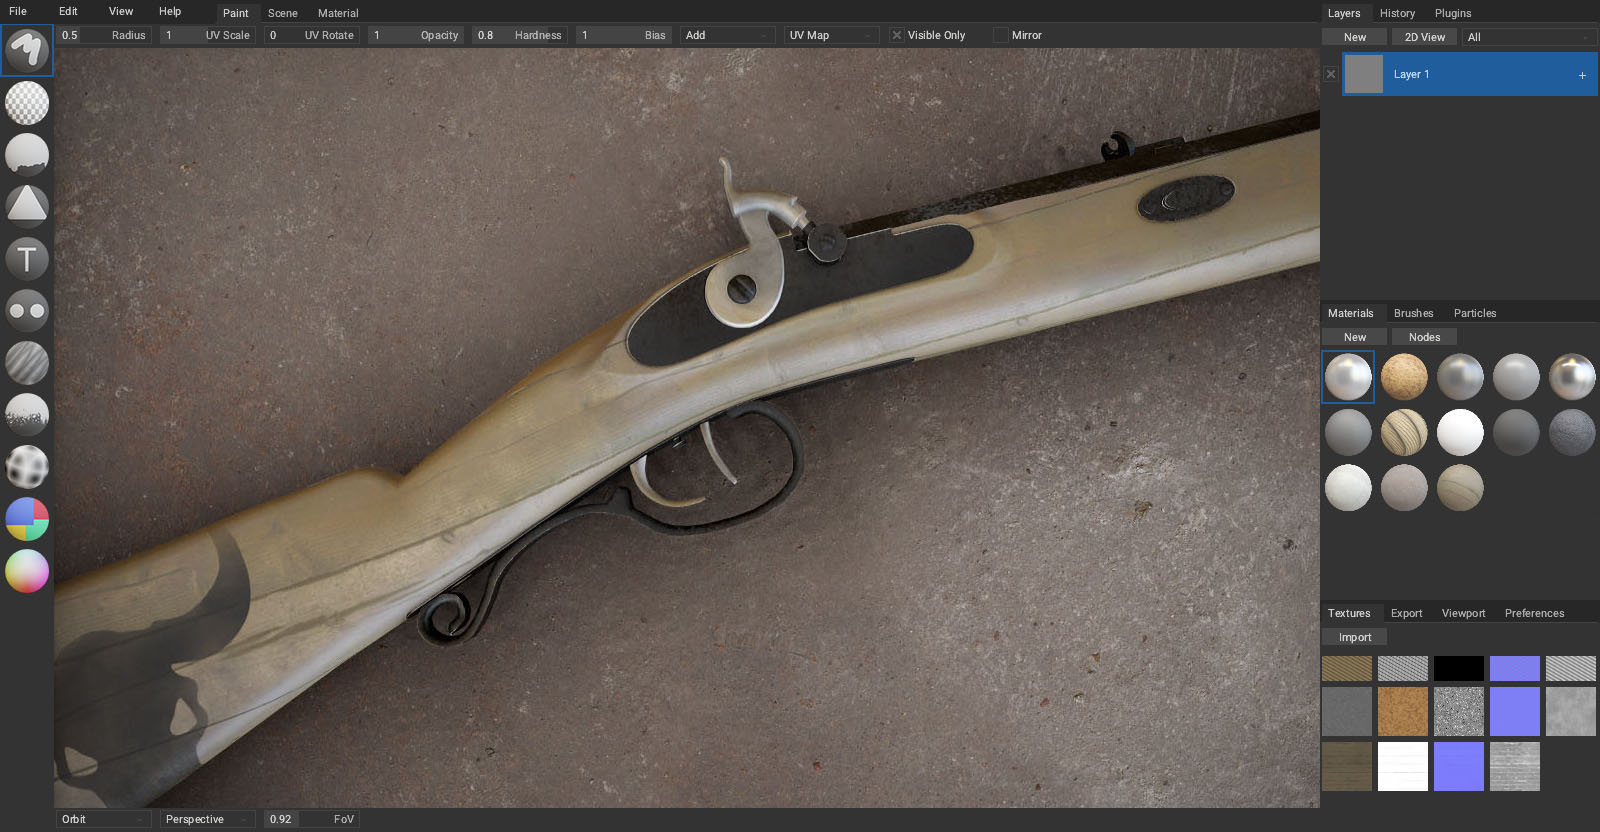 File Edit View Help Paint Scene Material
0.5 Radius 1 UV Scale 0 UV Rotate 1 Opacity 0.8 Hardness 1 Bias Add UV Map Visible Only Mirror
T
Layers History Plugins
New 2D View All
Layer 1 +
Materials Brushes Particles
New Nodes
Textures Export Viewport Preferences
Import
Orbit Perspective 0.92 FoV